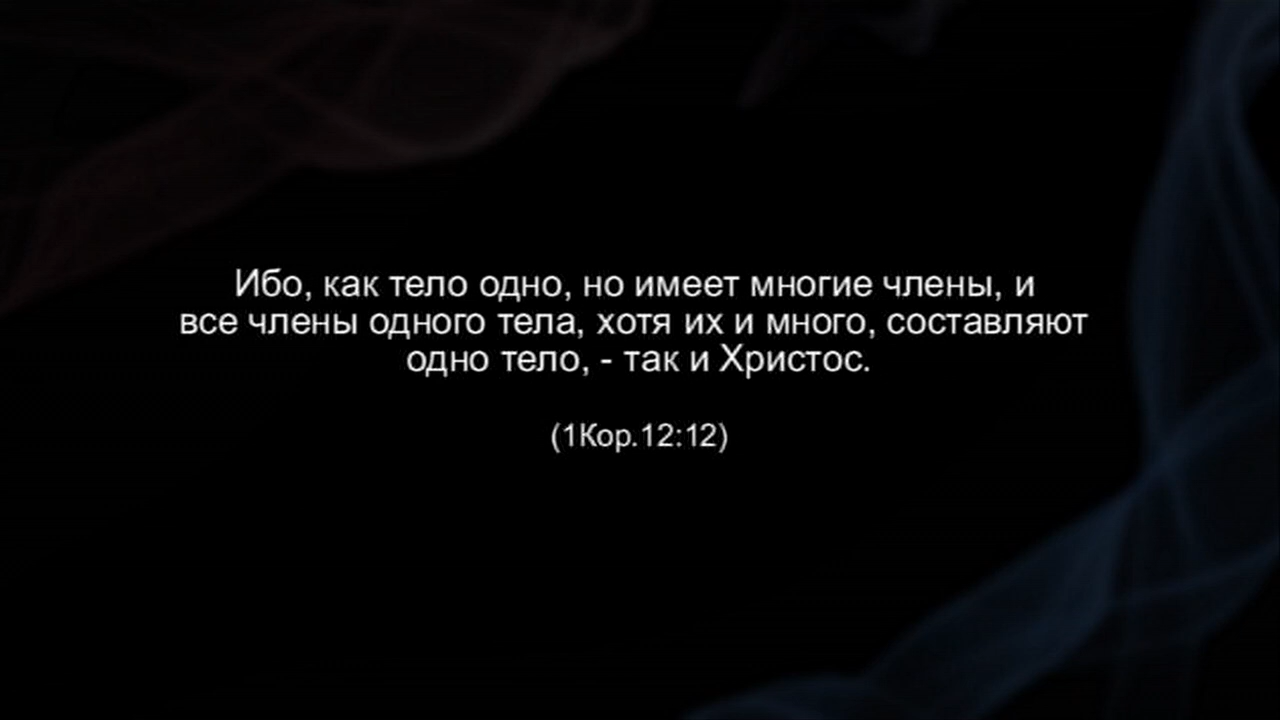 Ибо, как тело одно, но имеет многие члены, и
все члены одного тела, хотя их и много, составляют
одно тело, - так и Христос.
(1Кор.12:12)